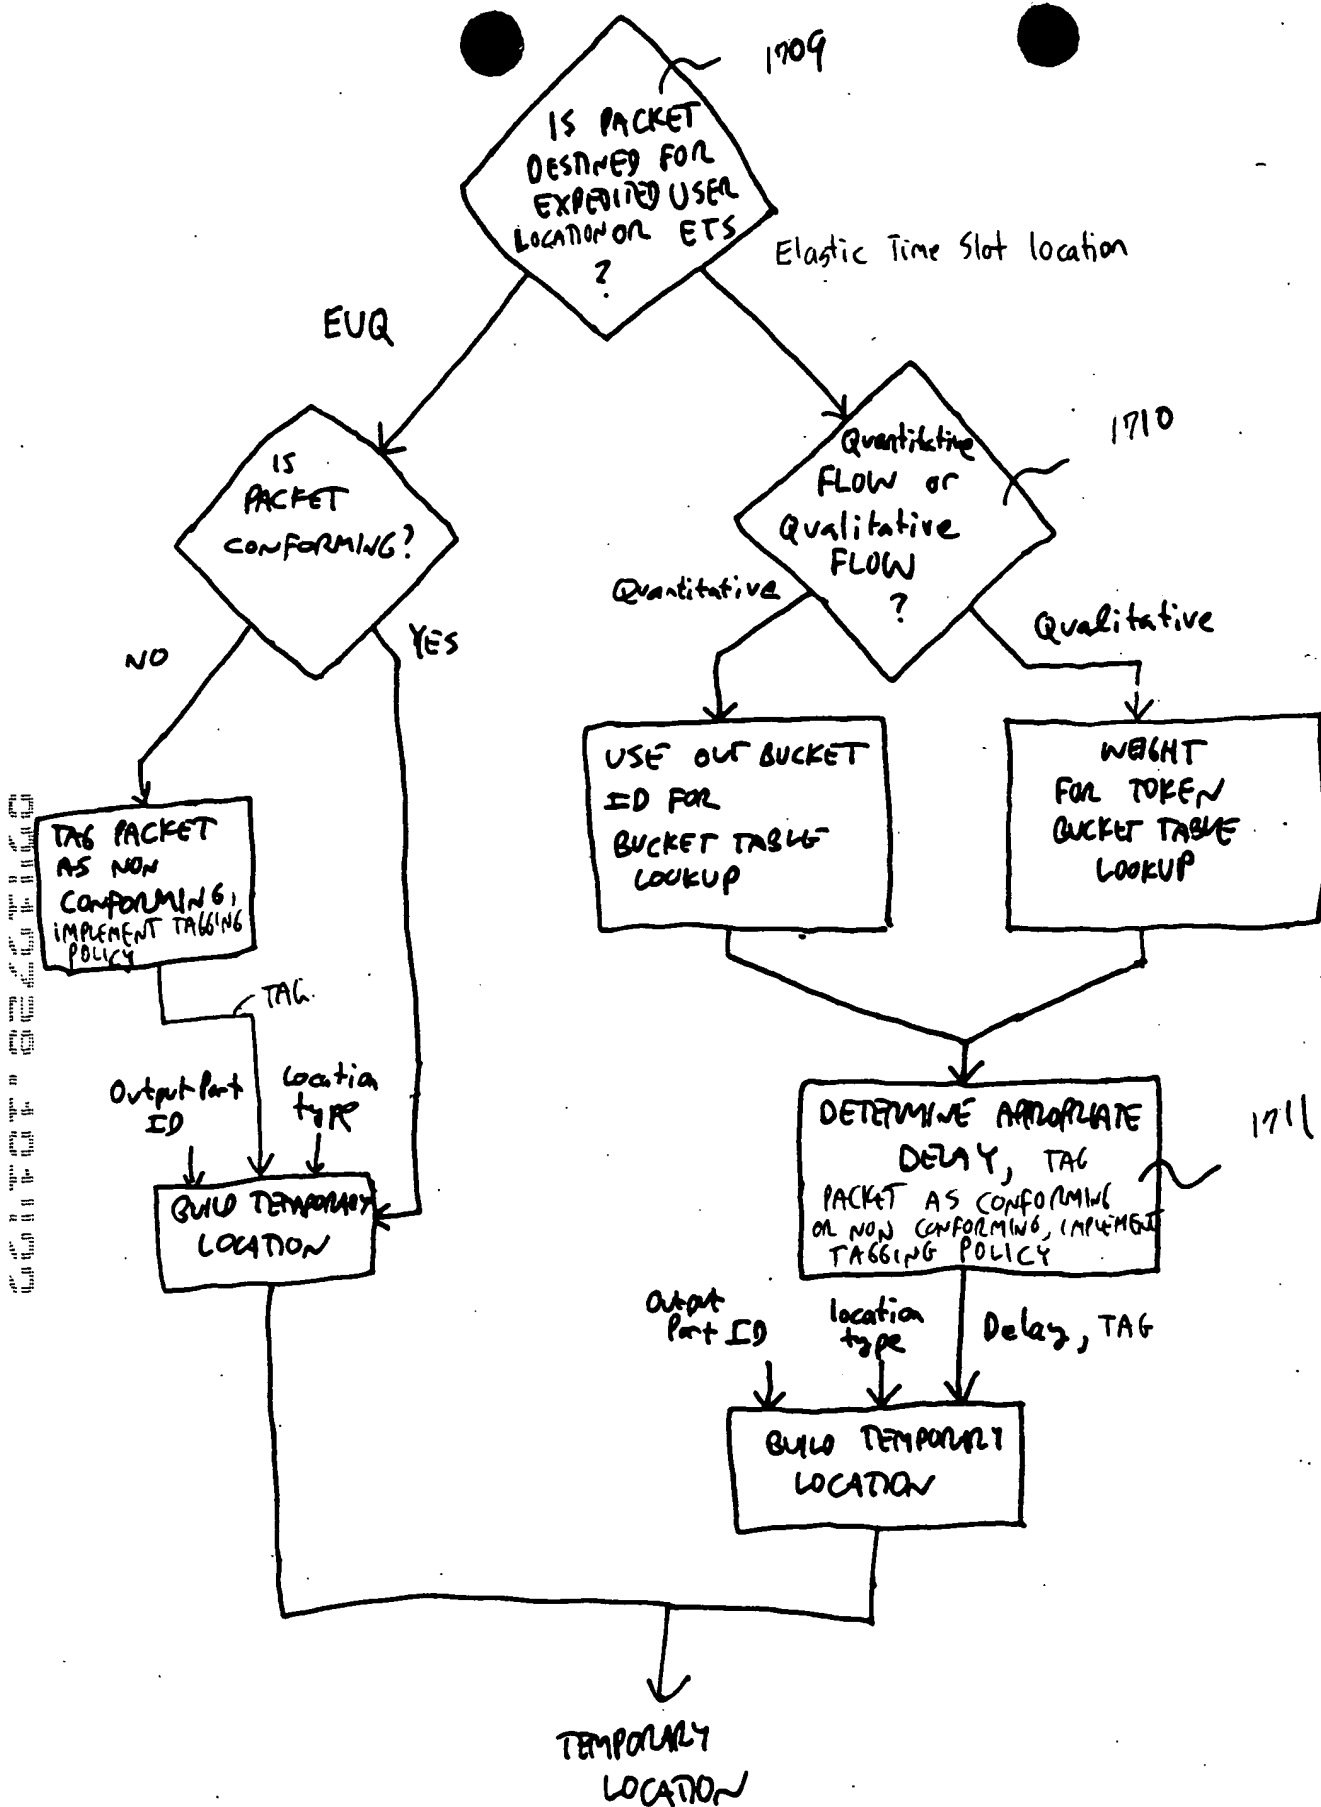 1709
IS PACKET
DESTINED FOR
EXPEDITED USER
LOCATION OR ETS
?
Elastic Time Slot location
EUQ
IS
PACKET
CONFORMING?
1710
Quantitative
FLOW or
Qualitative
FLOW
?
Quantitative
Qualitative
NO
YES
USE OUT BUCKET
ID FOR
BUCKET TABLE
LOOKUP
WEIGHT
FOR TOKEN
BUCKET TABLE
LOOKUP
TAG PACKET
AS NON
CONFORMING,
IMPLEMENT TAGGING
POLICY
TAG.
Output Port
ID
Location
type
BUILD TEMPORARY
LOCATION
1711
DETERMINE APPROPRIATE
DELAY, TAG
PACKET AS CONFORMING
OR NON CONFORMING, IMPLEMENT
TAGGING POLICY
Output
Port ID
location
type
Delay, TAG
BUILD TEMPORARY
LOCATION
TEMPORARY
LOCATION